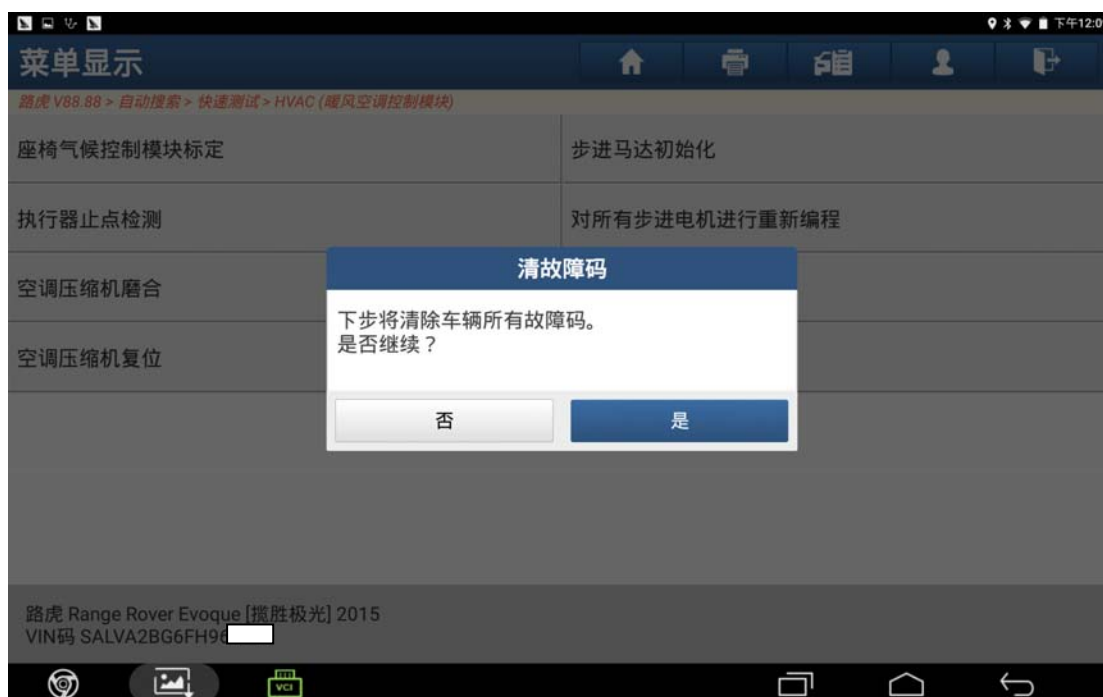 下午12:0
菜单显示
路虎 V88.88 > 自动搜索 > 快速测试 > HVAC (暖风空调控制模块)
座椅气候控制模块标定
步进马达初始化
执行器止点检测
对所有步进电机进行重新编程
清故障码
空调压缩机磨合
下步将清除车辆所有故障码。
是否继续？
空调压缩机复位
否
是
路虎 Range Rover Evoque [揽胜极光] 2015
VIN码 SALVA2BG6FH96
VCI